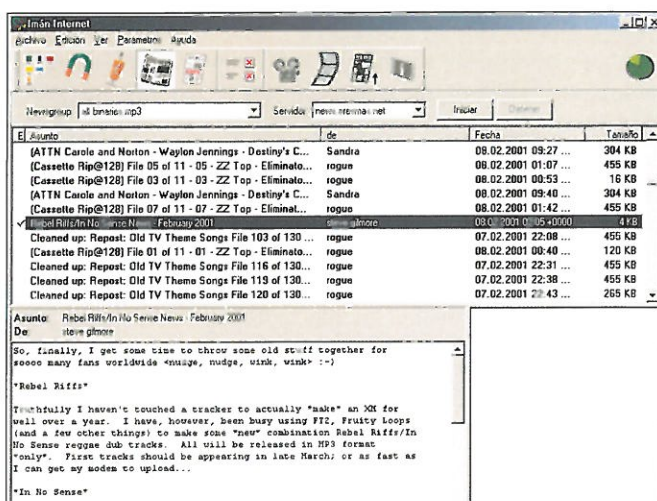 Imán Internet
Archivo Edición Ver Parametros Ayuda
Newsgroup alt.binaries.mp3 Servidor Iniciar
E Asunto de Fecha Tamaño
(ATTN Carole and Norton - Waylon Jennings - Destiny's C... Sandra 08.02.2001 09:27 ... 304 KB
(Cassette Rip@128) File 05 of 11 - 05 - ZZ Top - Eliminato... rogue 08.02.2001 01:07 ... 455 KB
(Cassette Rip@128) File 03 of 11 - 03 - ZZ Top - Eliminato... rogue 08.02.2001 00:53 ... 16 KB
(ATTN Carole and Norton - Waylon Jennings - Destiny's C... Sandra 08.02.2001 09:40 ... 304 KB
(Cassette Rip@128) File 07 of 11 - 07 - ZZ Top - Eliminat... rogue 08.02.2001 01:42 ... 455 KB
Rebel Riffs/In No Sense News - February 2001 steve gilmore 08.02.2001 +0000 4 KB
Cleaned up: Repost: Old TV Theme Songs File 103 of 130 ... rogue 07.02.2001 22:08 ... 455 KB
(Cassette Rip@128) File 01 of 11 - 01 - ZZ Top - Eliminato... rogue 08.02.2001 00:40 ... 120 KB
Cleaned up: Repost: Old TV Theme Songs File 116 of 130... rogue 07.02.2001 22:31 ... 455 KB
Cleaned up: Repost: Old TV Theme Songs File 119 of 130... rogue 07.02.2001 22:38 ... 455 KB
Cleaned up: Repost: Old TV Theme Songs File 120 of 130... rogue 07.02.2001 22:43 ... 265 KB
Asunto: Rebel Riffs/In No Sense News - February 2001
De: steve gilmore
So, finally, I get some time to throw some old stuff together for
soooo many fans worldwide <nudge, nudge, wink, wink> :-)
*Rebel Riffs*
Truthfully I haven't touched a tracker to actually *make* an XM for
well over a year. I have, however, been busy using FT2, Fruity Loops
(and a few other things) to make some *new* combination Rebel Riffs/In
No Sense reggae dub tracks. All will be released in MP3 format
*only*. First tracks should be appearing in late March; or as fast as
I can get my modem to upload...
*In No Sense*